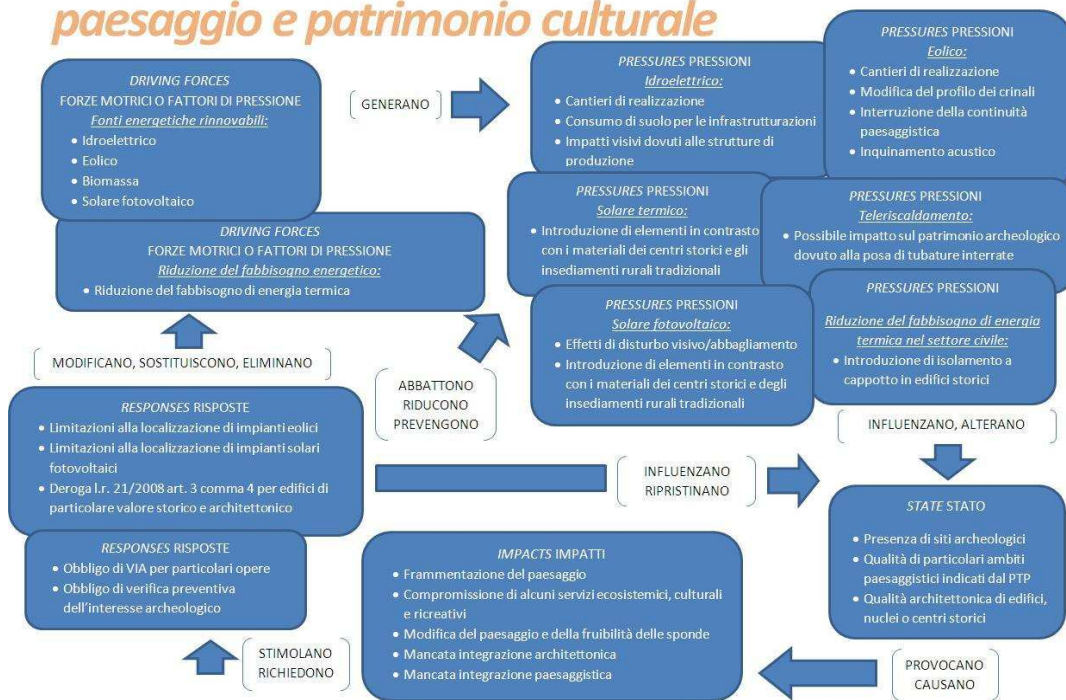 paesaggio e patrimonio culturale
DRIVING FORCES
FORZE MOTRICI O FATTORI DI PRESSIONE
Fonti energetiche rinnovabili:
• Idroelettrico
• Eolico
• Biomassa
• Solare fotovoltaico
DRIVING FORCES
FORZE MOTRICI O FATTORI DI PRESSIONE
Riduzione del fabbisogno energetico:
• Riduzione del fabbisogno di energia termica
GENERANO
PRESSURES PRESSIONI
Idroelettrico:
• Cantieri di realizzazione
• Consumo di suolo per le infrastrutturazioni
• Impatti visivi dovuti alle strutture di
produzione
PRESSURES PRESSIONI
Eolico:
• Cantieri di realizzazione
• Modifica del profilo dei crinali
• Interruzione della continuità
paesaggistica
• Inquinamento acustico
PRESSURES PRESSIONI
Solare termico:
• Introduzione di elementi in contrasto
con i materiali dei centri storici e gli
insediamenti rurali tradizionali
PRESSURES PRESSIONI
Teleriscaldamento:
• Possibile impatto sul patrimonio archeologico
dovuto alla posa di tubature interrate
PRESSURES PRESSIONI
Solare fotovoltaico:
• Effetti di disturbo visivo/abbagliamento
• Introduzione di elementi in contrasto
con i materiali dei centri storici e degli
insediamenti rurali tradizionali
PRESSURES PRESSIONI
Riduzione del fabbisogno di energia
termica nel settore civile:
• Introduzione di isolamento a
cappotto in edifici storici
MODIFICANO, SOSTITUISCONO, ELIMINANO
ABBATTONO
RIDUCONO
PREVENGONO
INFLUENZANO, ALTERANO
RESPONSES RISPOSTE
• Limitazioni alla localizzazione di impianti eolici
• Limitazioni alla localizzazione di impianti solari
fotovoltaici
• Deroga l.r. 21/2008 art. 3 comma 4 per edifici di
particolare valore storico e architettonico
INFLUENZANO
RIPRISTINANO
STATE STATO
• Presenza di siti archeologici
• Qualità di particolari ambiti
paesaggistici indicati dal PTP
• Qualità architettonica di edifici,
nuclei o centri storici
RESPONSES RISPOSTE
• Obbligo di VIA per particolari opere
• Obbligo di verifica preventiva
dell'interesse archeologico
IMPACTS IMPATTI
• Frammentazione del paesaggio
• Compromissione di alcuni servizi ecosistemici, culturali
e ricreativi
• Modifica del paesaggio e della fruibilità delle sponde
• Mancata integrazione architettonica
• Mancata integrazione paesaggistica
STIMOLANO
RICHIEDONO
PROVOCANO
CAUSANO